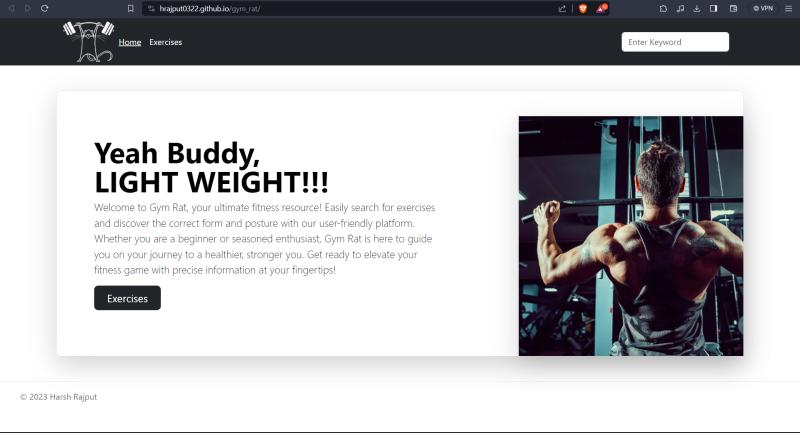 hrajput0322.github.io/gym_rat/
VPN
Home
Exercises
Enter Keyword
Yeah Buddy,
LIGHT WEIGHT!!!
Welcome to Gym Rat, your ultimate fitness resource! Easily search for exercises
and discover the correct form and posture with our user-friendly platform.
Whether you are a beginner or seasoned enthusiast, Gym Rat is here to guide
you on your journey to a healthier, stronger you. Get ready to elevate your
fitness game with precise information at your fingertips!
Exercises
© 2023 Harsh Rajput